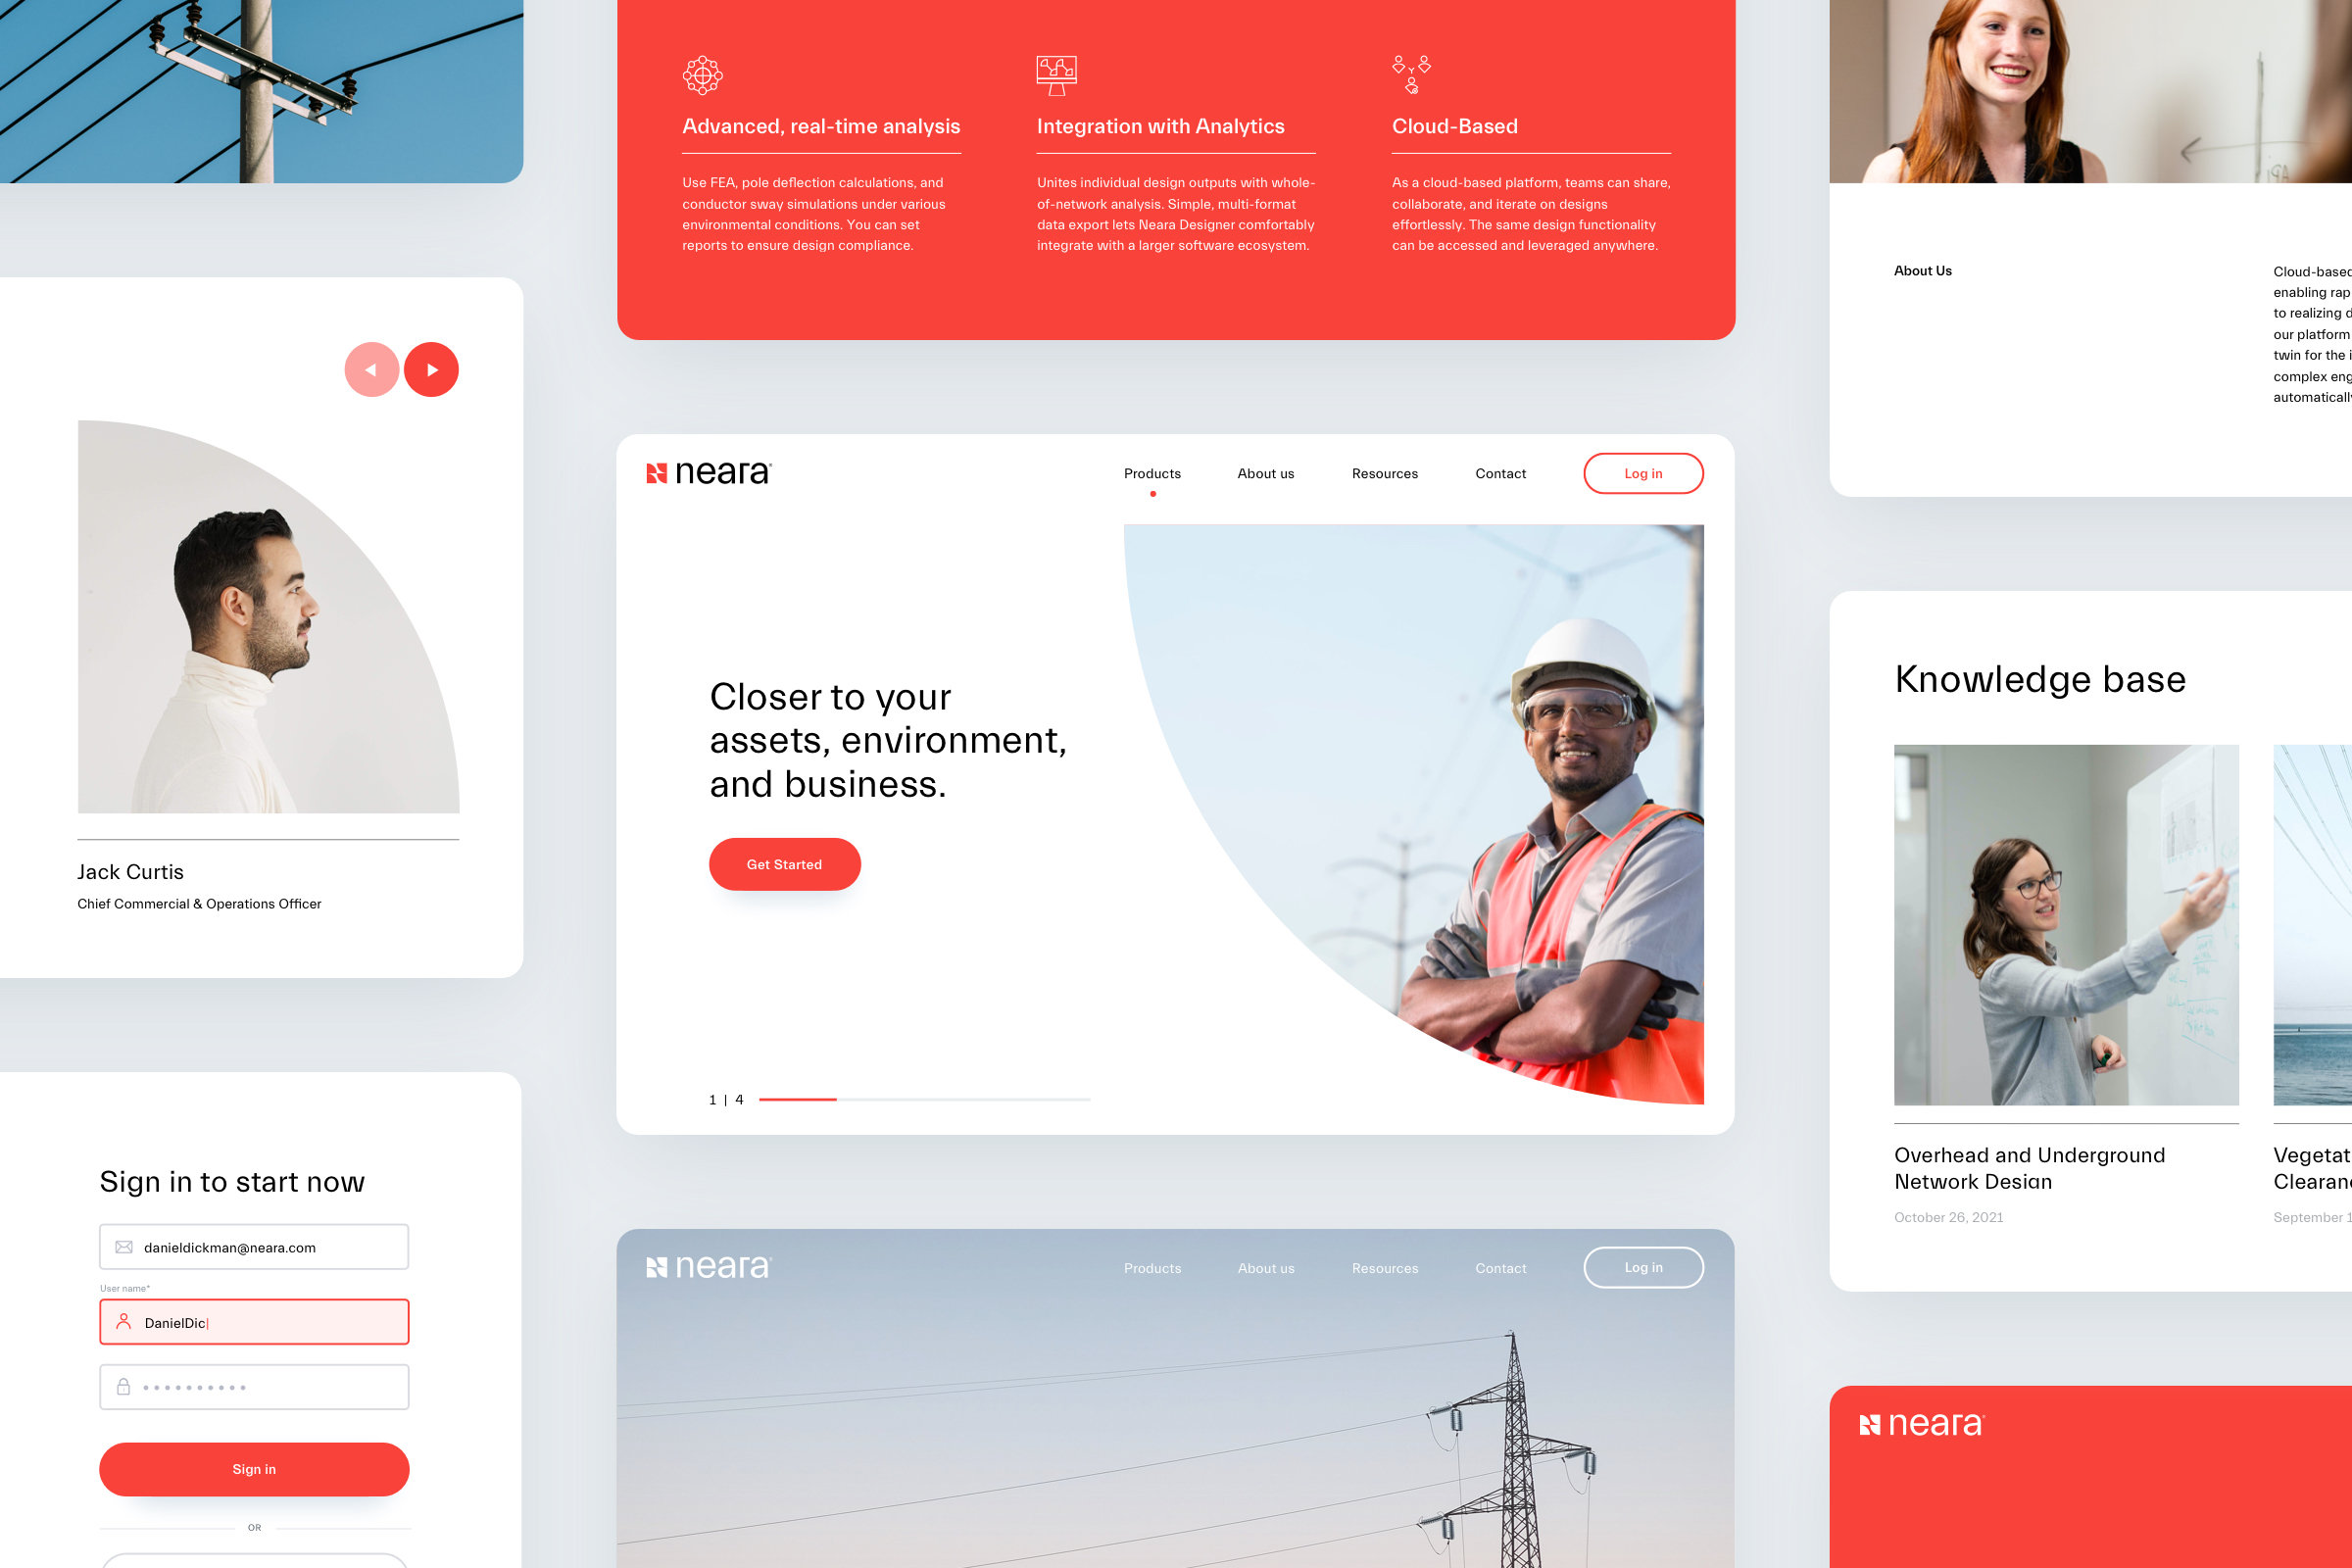 Jack Curtis
Chief Commercial & Operations Officer
Sign in to start now
danieldickman@neara.com
User name*
DanielDic
Sign in
OR
Advanced, real-time analysis
Use FEA, pole deflection calculations, and
conductor sway simulations under various
environmental conditions. You can set
reports to ensure design compliance.
Integration with Analytics
Unites individual design outputs with whole-
of-network analysis. Simple, multi-format
data export lets Neara Designer comfortably
integrate with a larger software ecosystem.
Cloud-Based
As a cloud-based platform, teams can share,
collaborate, and iterate on designs
effortlessly. The same design functionality
can be accessed and leveraged anywhere.
neara
Products About us Resources Contact Log in
Closer to your
assets, environment,
and business.
Get Started
1 | 4
neara
Products About us Resources Contact Log in
About Us
Cloud-based
enabling rap
to realizing d
our platform
twin for the i
complex eng
automatically
Knowledge base
Overhead and Underground
Network Design
October 26, 2021
Vegetat
Clearanc
September 1
neara